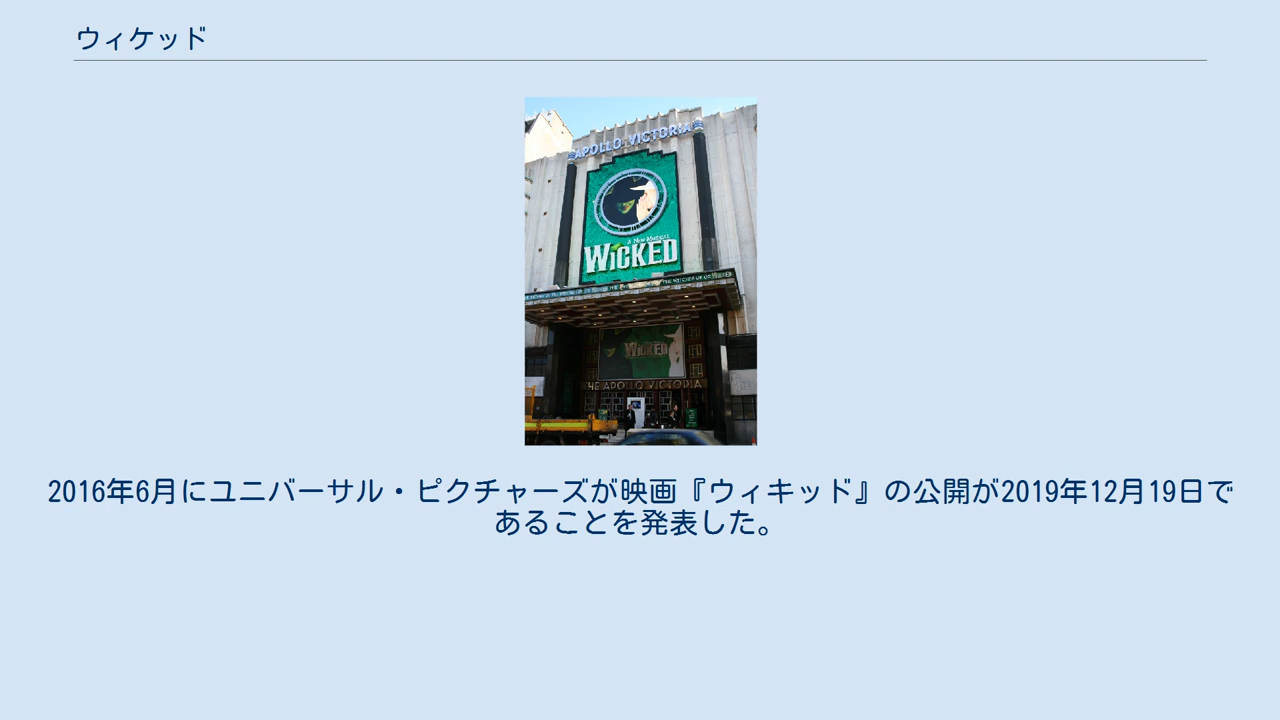 ウィケッド
APOLLO VICTORIA
A New Musical
WICKED
WICKED
THE APOLLO VICTORIA
2016年6月にユニバーサル・ピクチャーズが映画『ウィキッド』の公開が2019年12月19日で
あることを発表した。